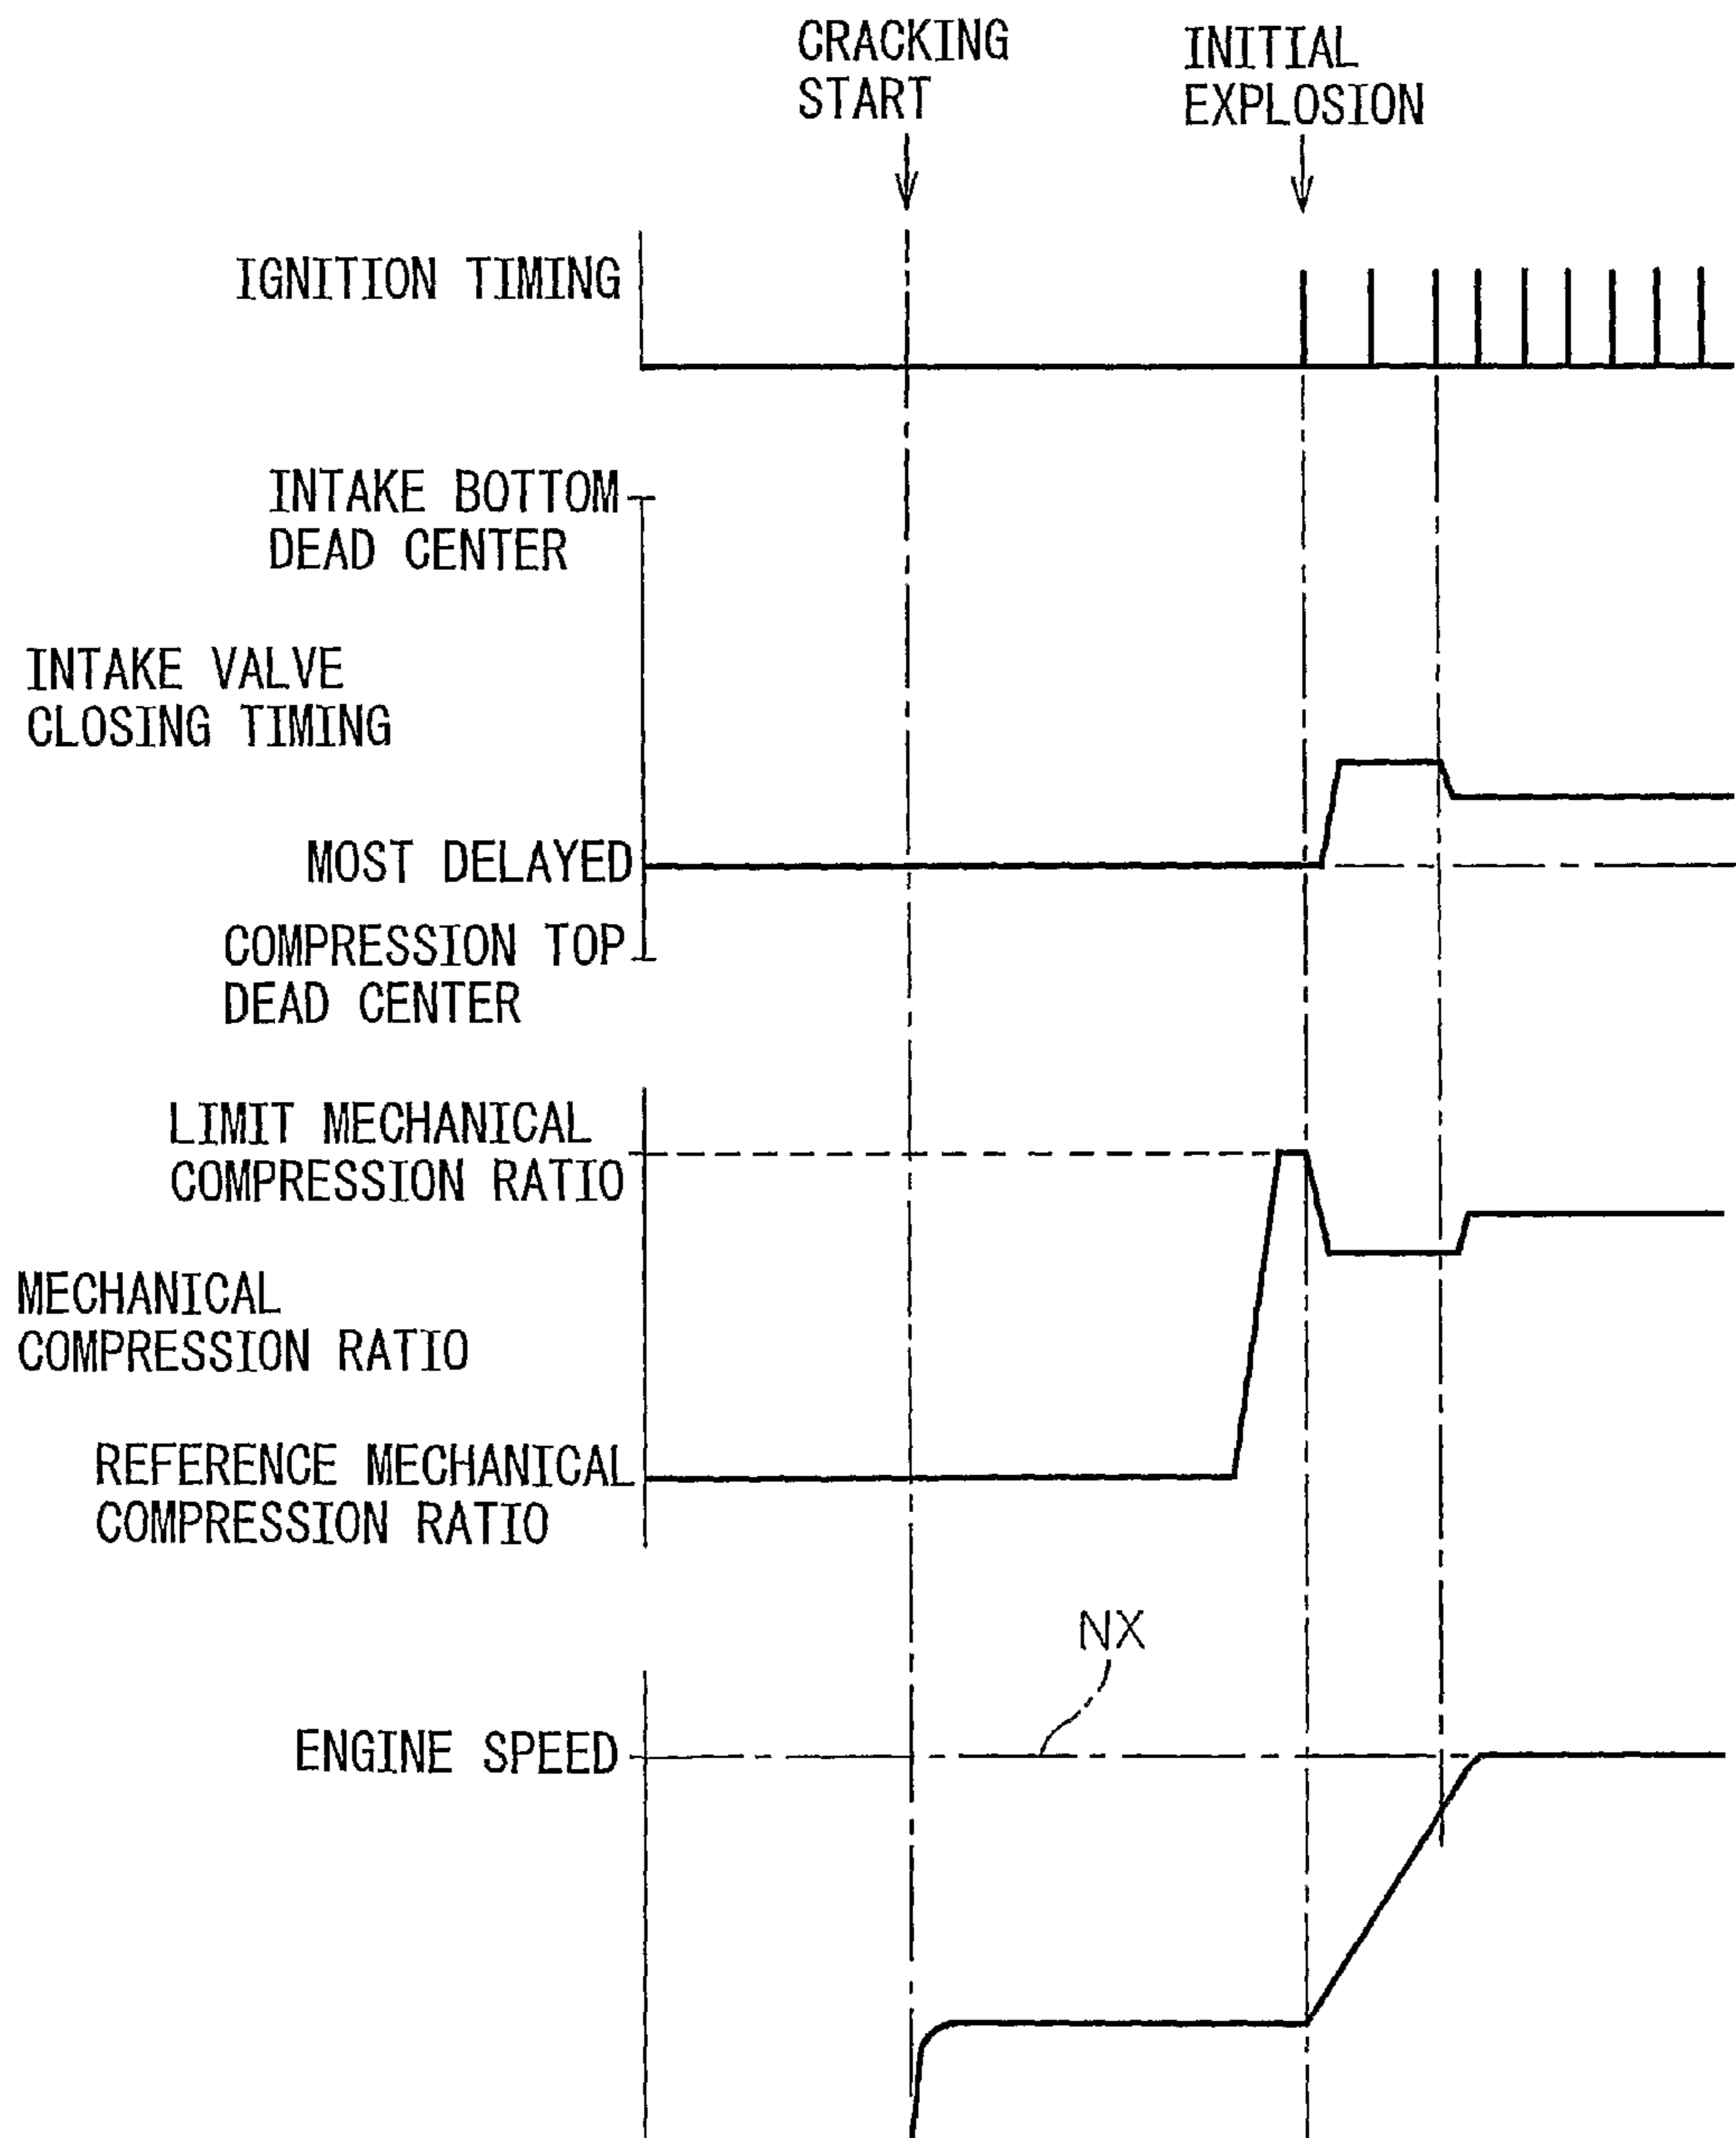 CRACKING
START
INITIAL
EXPLOSION
IGNITION TIMING
INTAKE BOTTOM
DEAD CENTER
INTAKE VALVE
CLOSING TIMING
MOST DELAYED
COMPRESSION TOP
DEAD CENTER
LIMIT MECHANICAL
COMPRESSION RATIO
MECHANICAL
COMPRESSION RATIO
REFERENCE MECHANICAL
COMPRESSION RATIO
NX
ENGINE SPEED